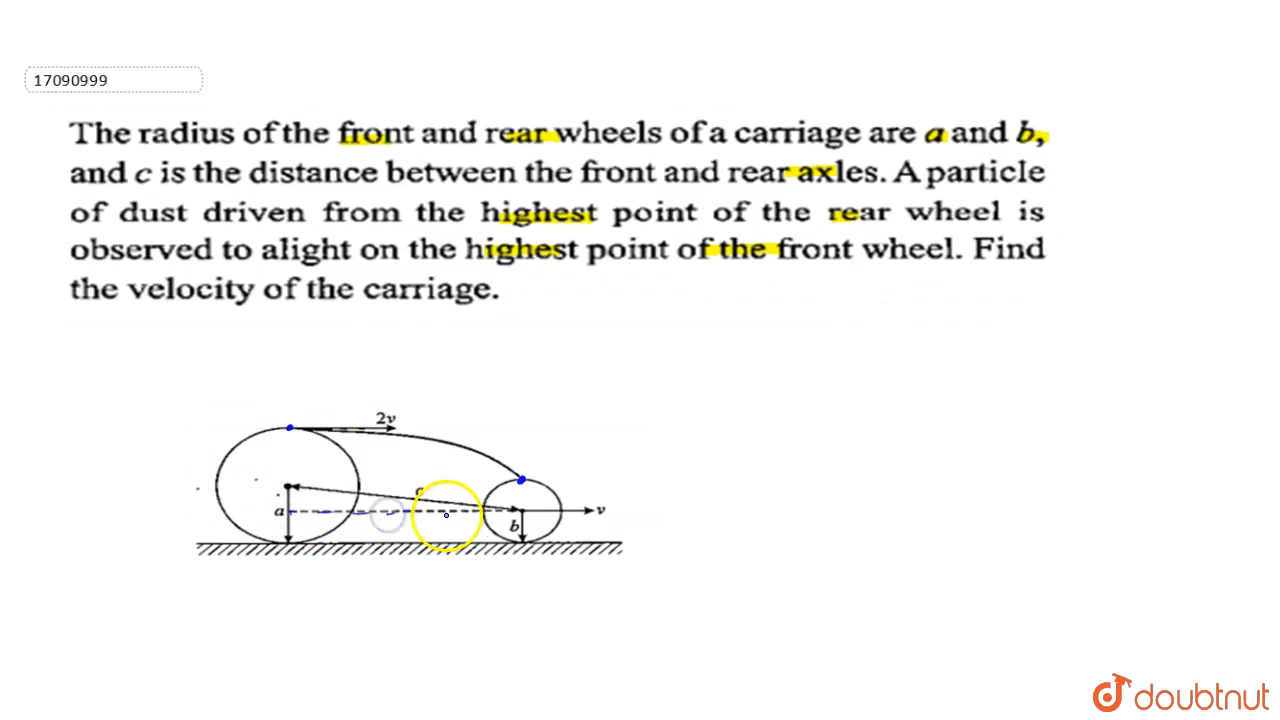 17090999
The radius of the front and rear wheels of a carriage are a and b,
and c is the distance between the front and rear axles. A particle
of dust driven from the highest point of the rear wheel is
observed to alight on the highest point of the front wheel. Find
the velocity of the carriage.
2v
c
a
v
b
doubtnut